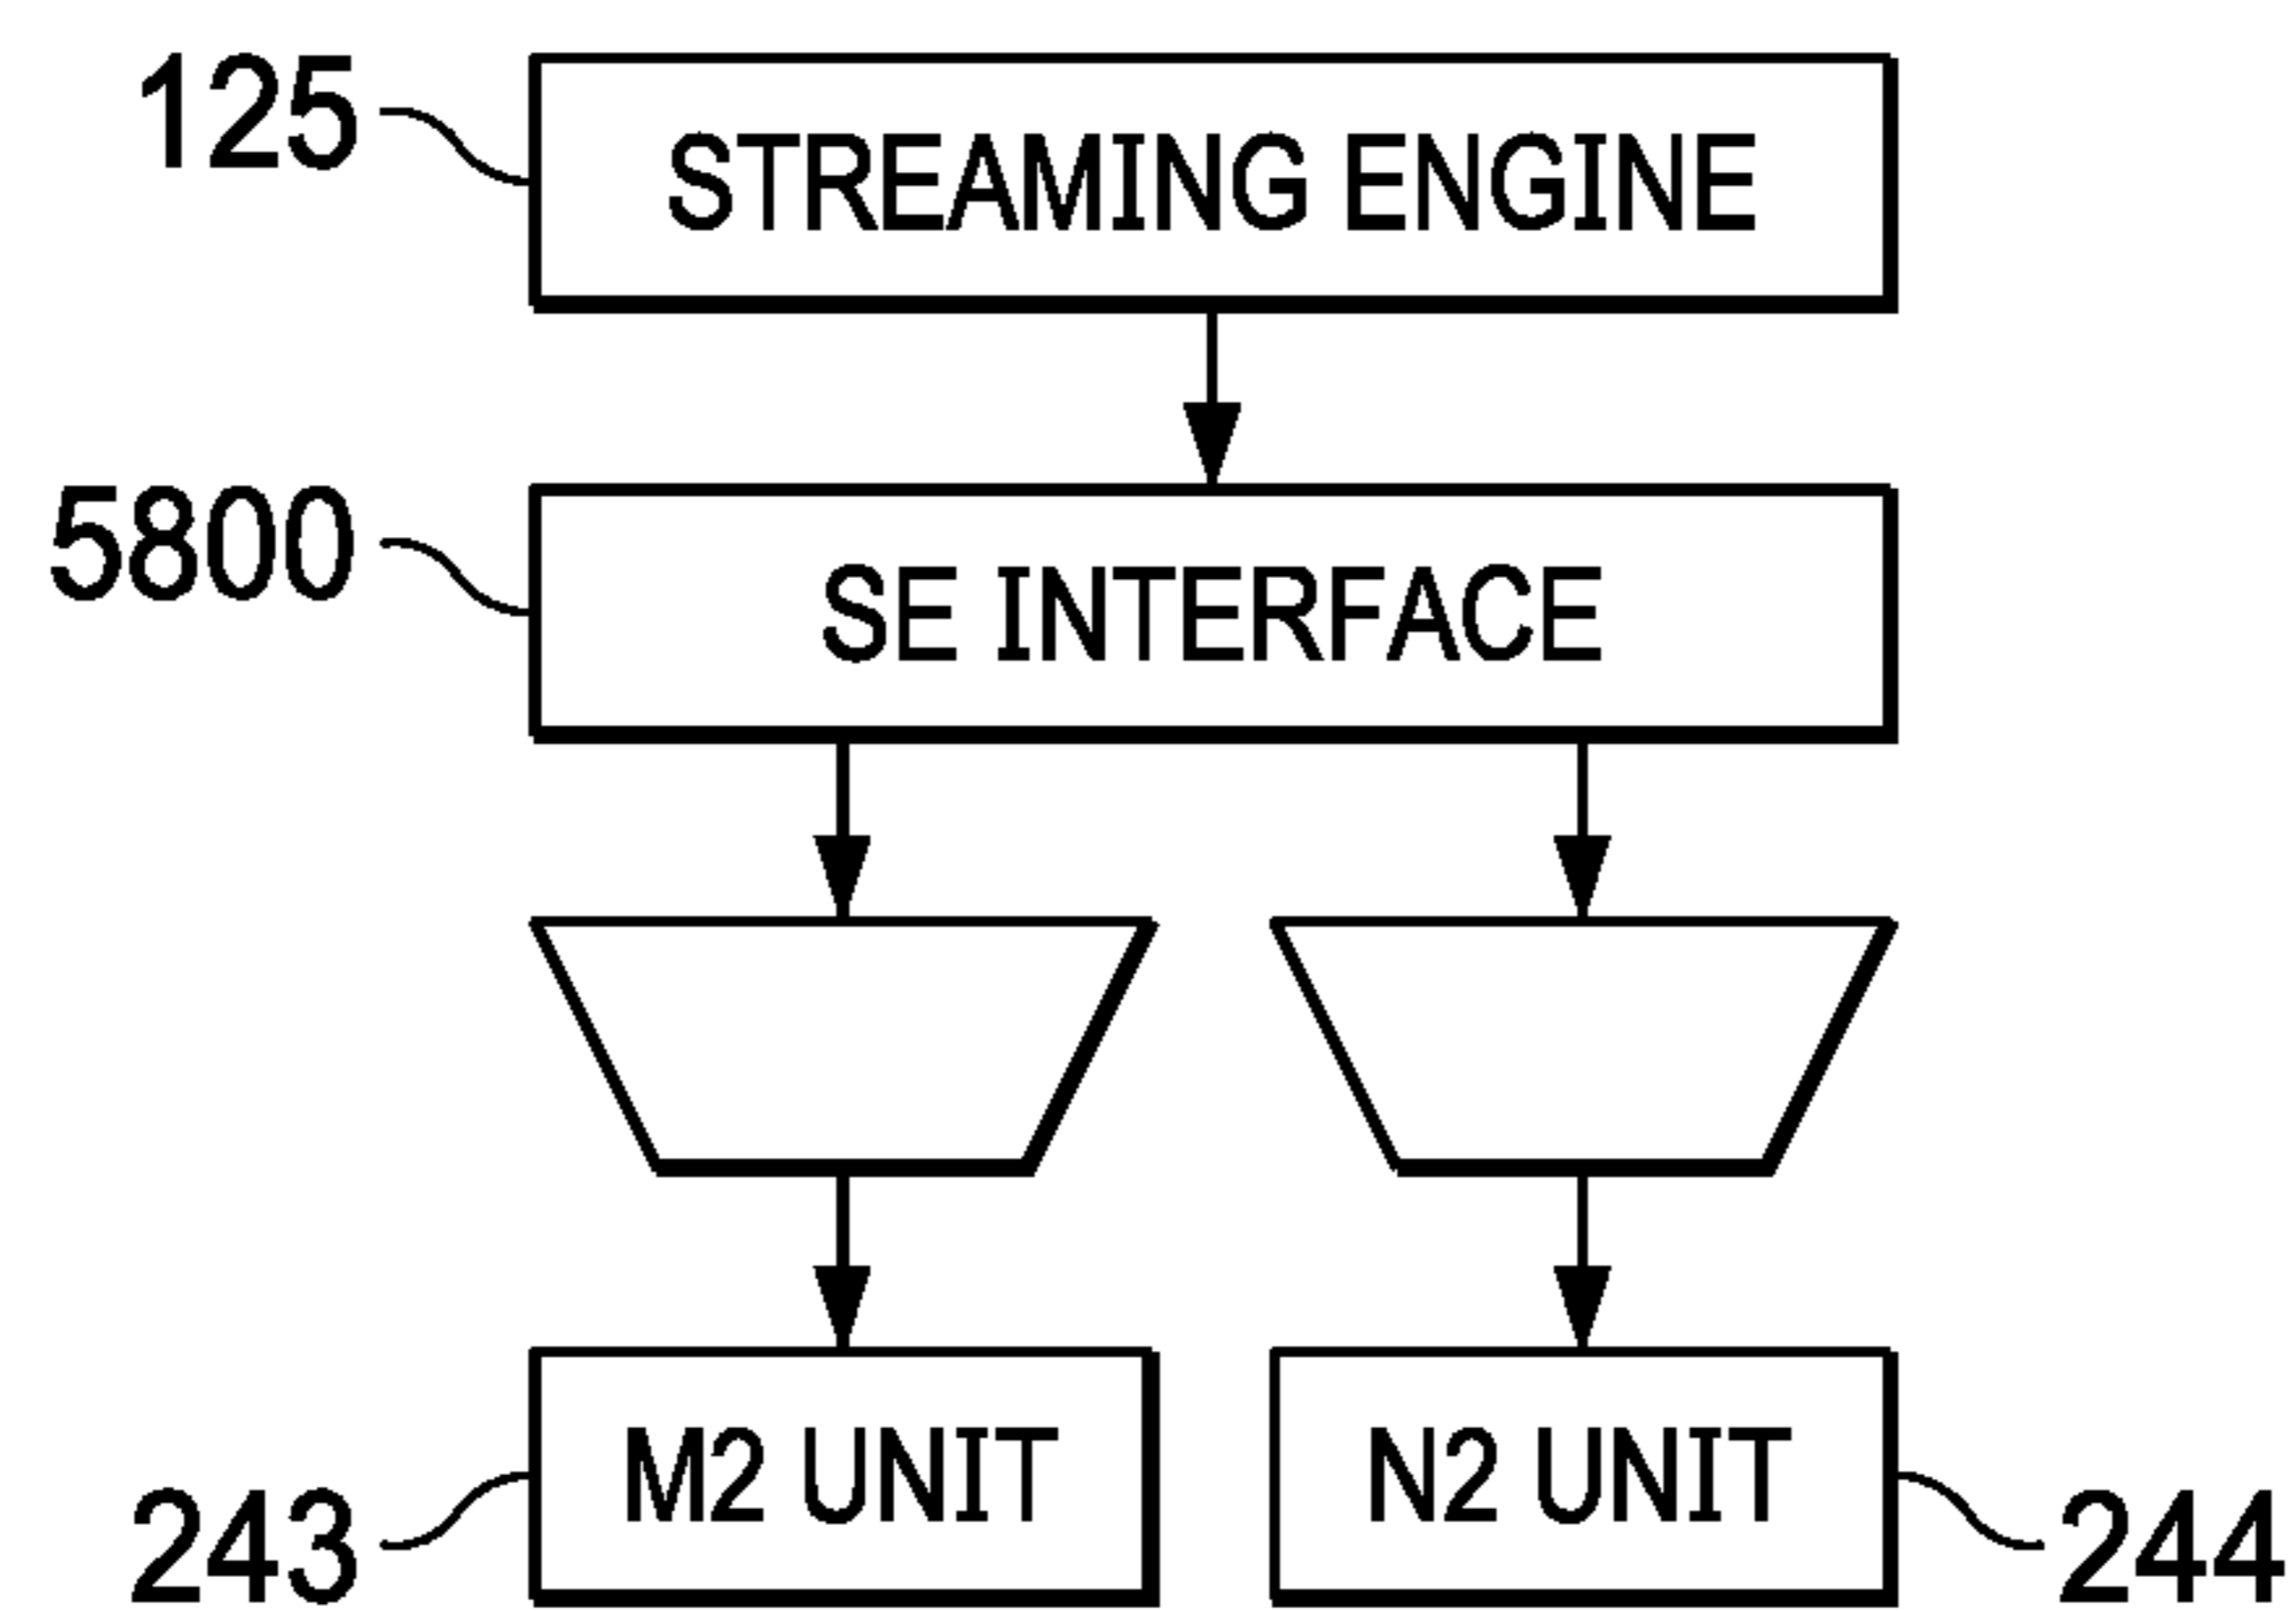 125
STREAMING ENGINE
5800
SE INTERFACE
M2 UNIT
N2 UNIT
243
244